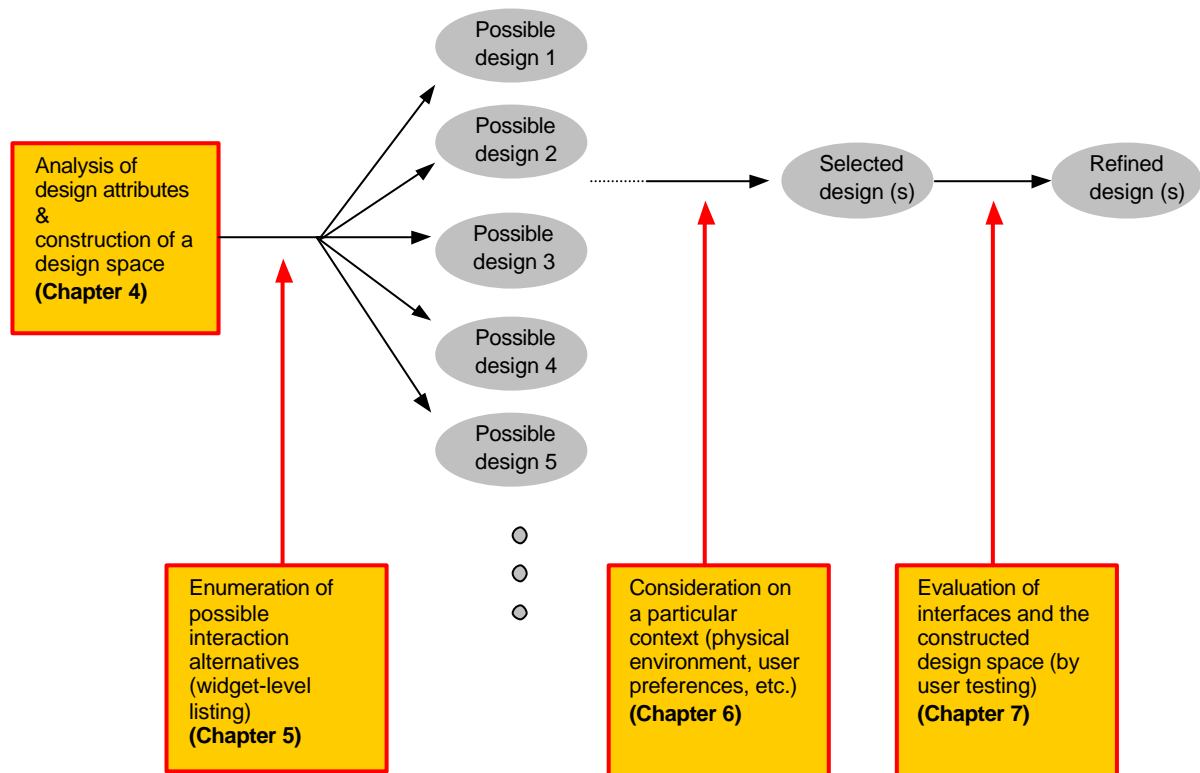 Possible
design 1
Possible
design 2
Possible
design 3
Possible
design 4
Possible
design 5
Analysis of
design attributes
&
construction of a
design space
(Chapter 4)
Selected
design (s)
Refined
design (s)
Enumeration of
possible
interaction
alternatives
(widget-level
listing)
(Chapter 5)
Consideration on
a particular
context (physical
environment, user
preferences, etc.)
(Chapter 6)
Evaluation of
interfaces and the
constructed
design space (by
user testing)
(Chapter 7)